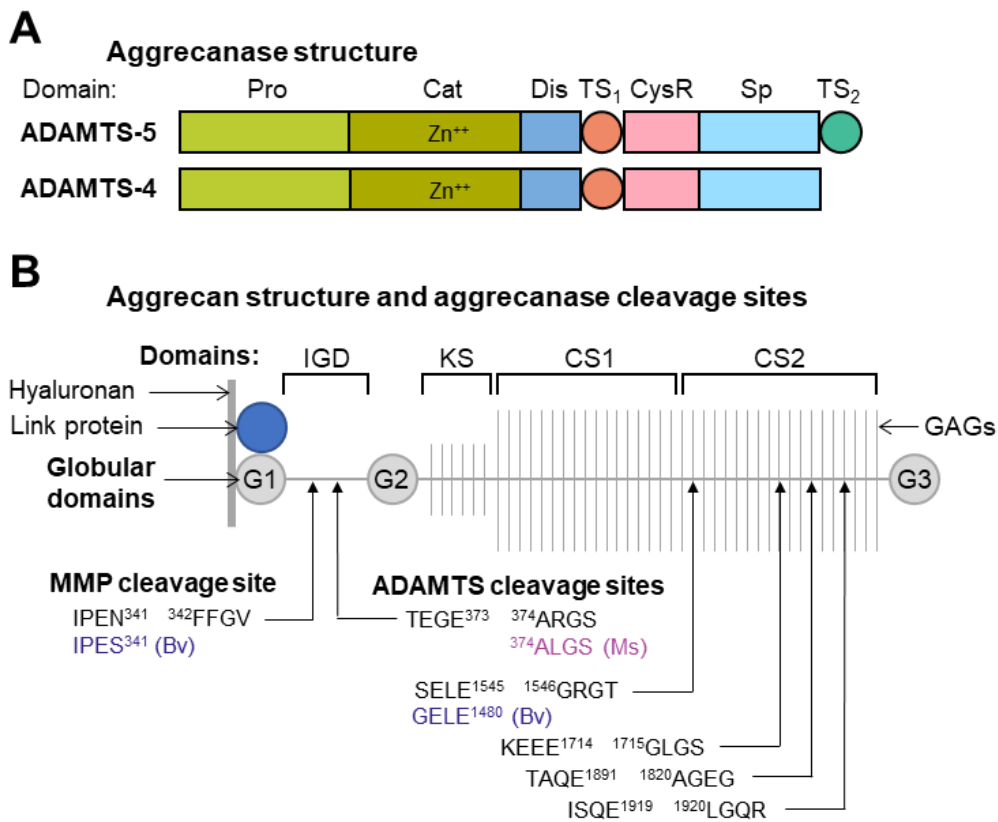 A
Aggrecanase structure
Domain: Pro Cat Dis TS₁ CysR Sp TS₂
ADAMTS-5 Zn⁺⁺
ADAMTS-4 Zn⁺⁺
B
Aggrecan structure and aggrecanase cleavage sites
Domains: IGD KS CS1 CS2
Hyaluronan
Link protein GAGs
Globular domains G1 G2 G3
MMP cleavage site ADAMTS cleavage sites
IPEN³⁴¹ ³⁴²FFGV TEGE³⁷³ ³⁷⁴ARGS
IPES³⁴¹ (Bv) ³⁷⁴ALGS (Ms)
SELE¹⁵⁴⁵ ¹⁵⁴⁶GRGT
GELE¹⁴⁸⁰ (Bv)
KEEE¹⁷¹⁴ ¹⁷¹⁵GLGS
TAQE¹⁸⁹¹ ¹⁸²⁰AGEG
ISQE¹⁹¹⁹ ¹⁹²⁰LGQR